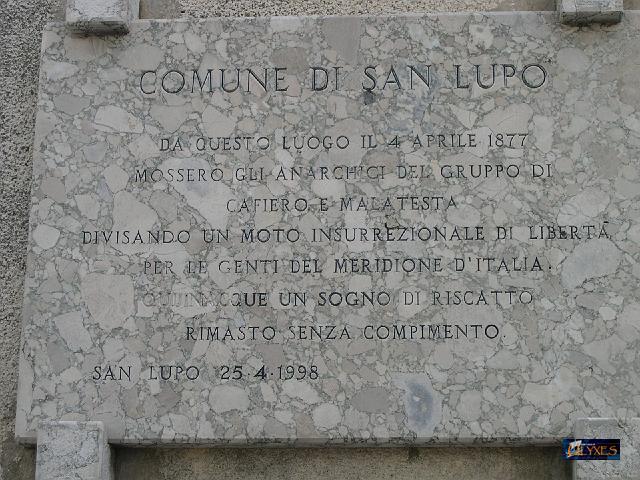 COMUNE DI SAN LUPO
DA QUESTO LUOGO IL 4 APRILE 1877
MOSSERO GLI ANARCHICI DEL GRUPPO DI
CAFIERO E MALATESTA
DIVISANDO UN MOTO INSURREZIONALE DI LIBERTÀ
PER LE GENTI DEL MERIDIONE D'ITALIA.
QUI NACQUE UN SOGNO DI RISCATTO
RIMASTO SENZA COMPIMENTO.
SAN LUPO 25.4.1998
ULYXES